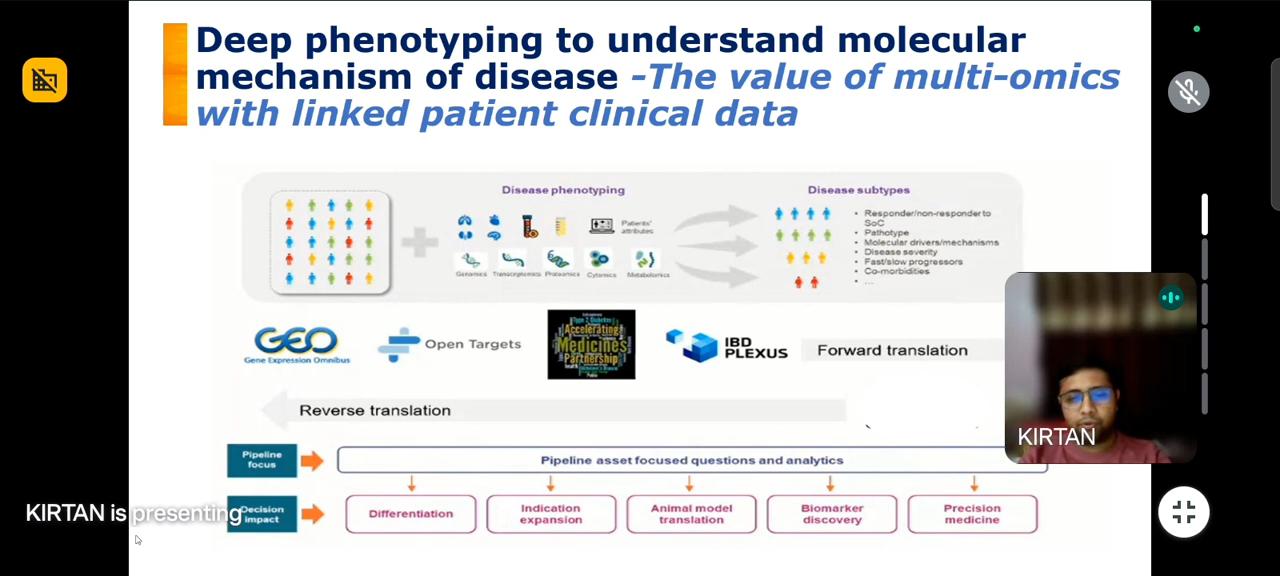 Deep phenotyping to understand molecular
mechanism of disease -The value of multi-omics
with linked patient clinical data
Disease phenotyping
Disease subtypes
Patients'
attributes
Genomics Transcriptomics Proteomics Cytomics Metabolomics
• Responder/non-responder to
SoC
• Pathotype
• Molecular drivers/mechanisms
• Disease severity
• Fast/slow progressors
• Co-morbidities
• ...
GEO
Gene Expression Omnibus
Open Targets
Type 2 Diabetes
Accelerating
Medicines
Partnership
IBD
PLEXUS
Forward translation
Reverse translation
KIRTAN
Pipeline
focus
Pipeline asset focused questions and analytics
Decision
impact
Differentiation
Indication
expansion
Animal model
translation
Biomarker
discovery
Precision
medicine
KIRTAN is presenting